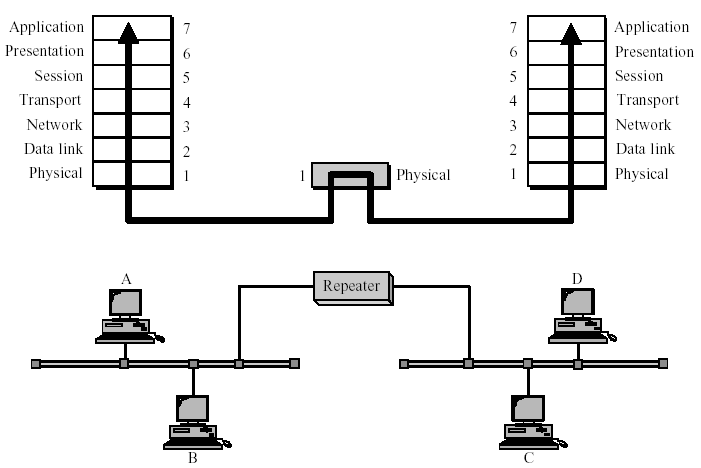 Application 7 7 Application
Presentation 6 6 Presentation
Session 5 5 Session
Transport 4 4 Transport
Network 3 3 Network
Data link 2 2 Data link
Physical 1 1 Physical 1 Physical
A D
Repeater
B C